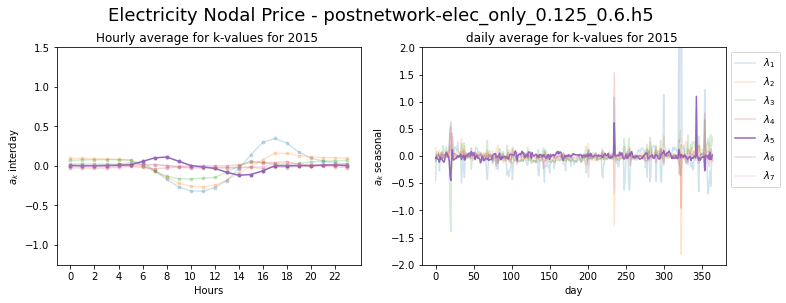 Electricity Nodal Price - postnetwork-elec_only_0.125_0.6.h5
Hourly average for k-values for 2015
a_k interday
1.5
1.0
0.5
0.0
−0.5
−1.0
0 2 4 6 8 10 12 14 16 18 20 22
Hours
daily average for k-values for 2015
a_k seasonal
2.0
1.5
1.0
0.5
0.0
−0.5
−1.0
−1.5
−2.0
0 50 100 150 200 250 300 350
day
λ₁
λ₂
λ₃
λ₄
λ₅
λ₆
λ₇